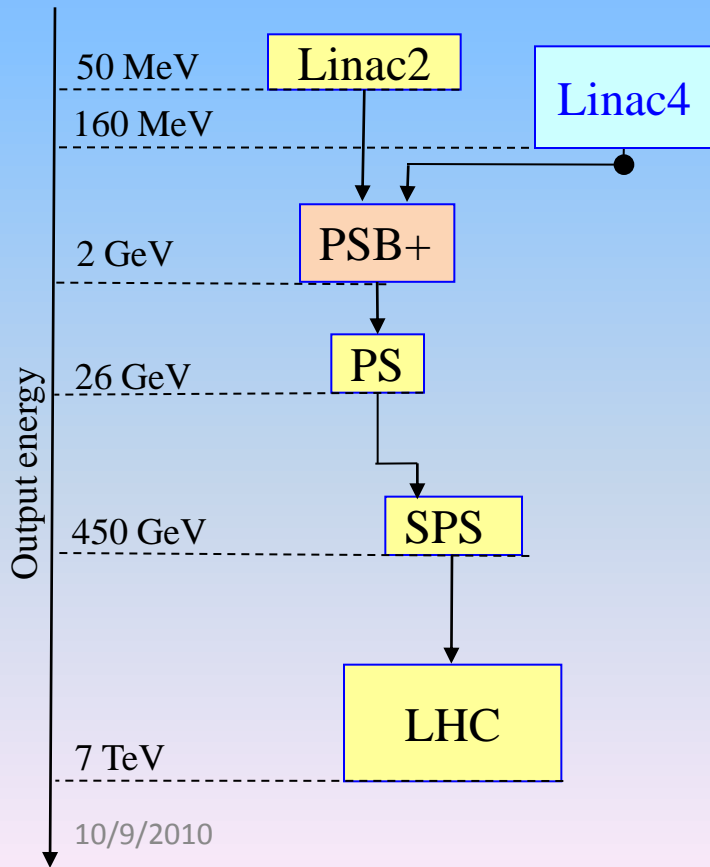 Linac2
50 MeV
Linac4
160 MeV
PSB+
2 GeV
PS
26 GeV
Output energy
SPS
450 GeV
LHC
7 TeV
10/9/2010